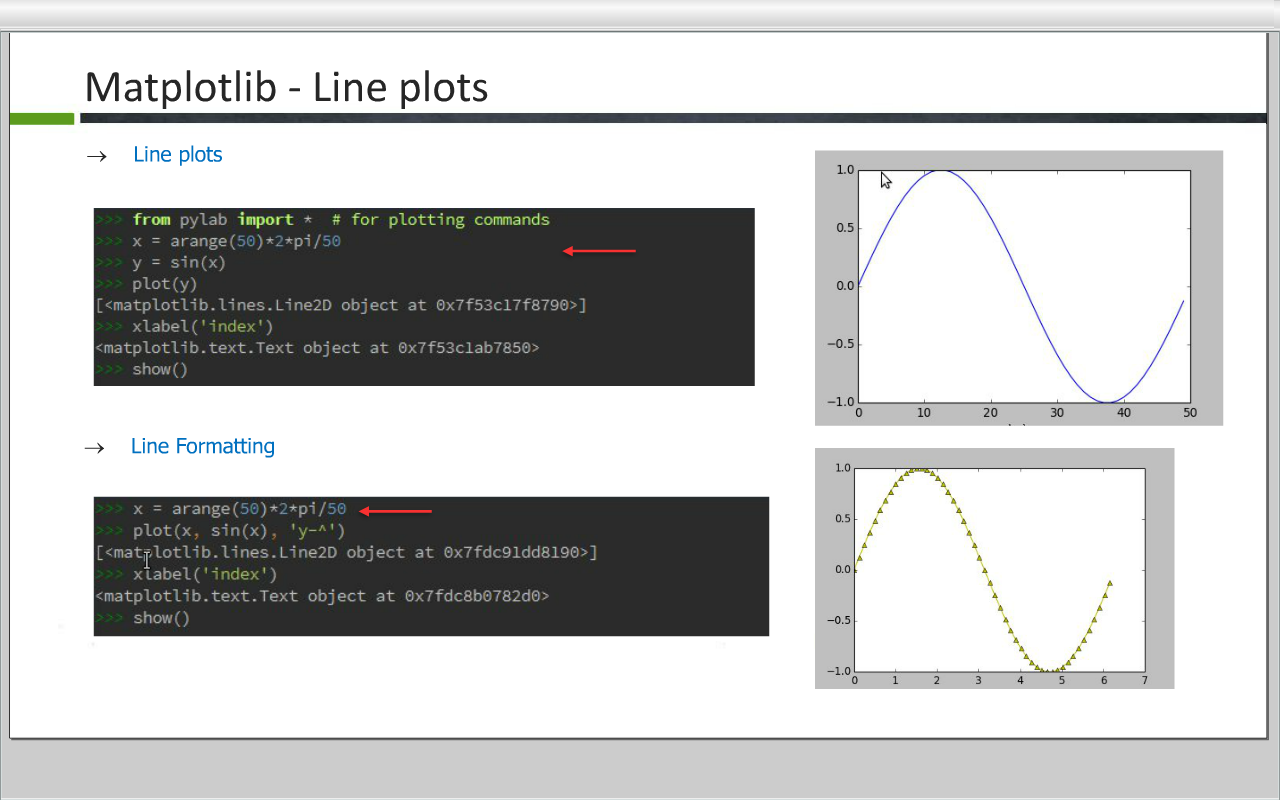 Matplotlib - Line plots
→ Line plots
>>> from pylab import * # for plotting commands
>>> x = arange(50)*2*pi/50
>>> y = sin(x)
>>> plot(y)
[<matplotlib.lines.Line2D object at 0x7f53c17f8790>]
>>> xlabel('index')
<matplotlib.text.Text object at 0x7f53c1ab7850>
>>> show()
1.0
0.5
0.0
−0.5
−1.0
0 10 20 30 40 50
→ Line Formatting
>>> x = arange(50)*2*pi/50
>>> plot(x, sin(x), 'y-^')
[<matplotlib.lines.Line2D object at 0x7fdc91dd8190>]
>>> xlabel('index')
<matplotlib.text.Text object at 0x7fdc8b0782d0>
>>> show()
1.0
0.5
0.0
−0.5
−1.0
0 1 2 3 4 5 6 7